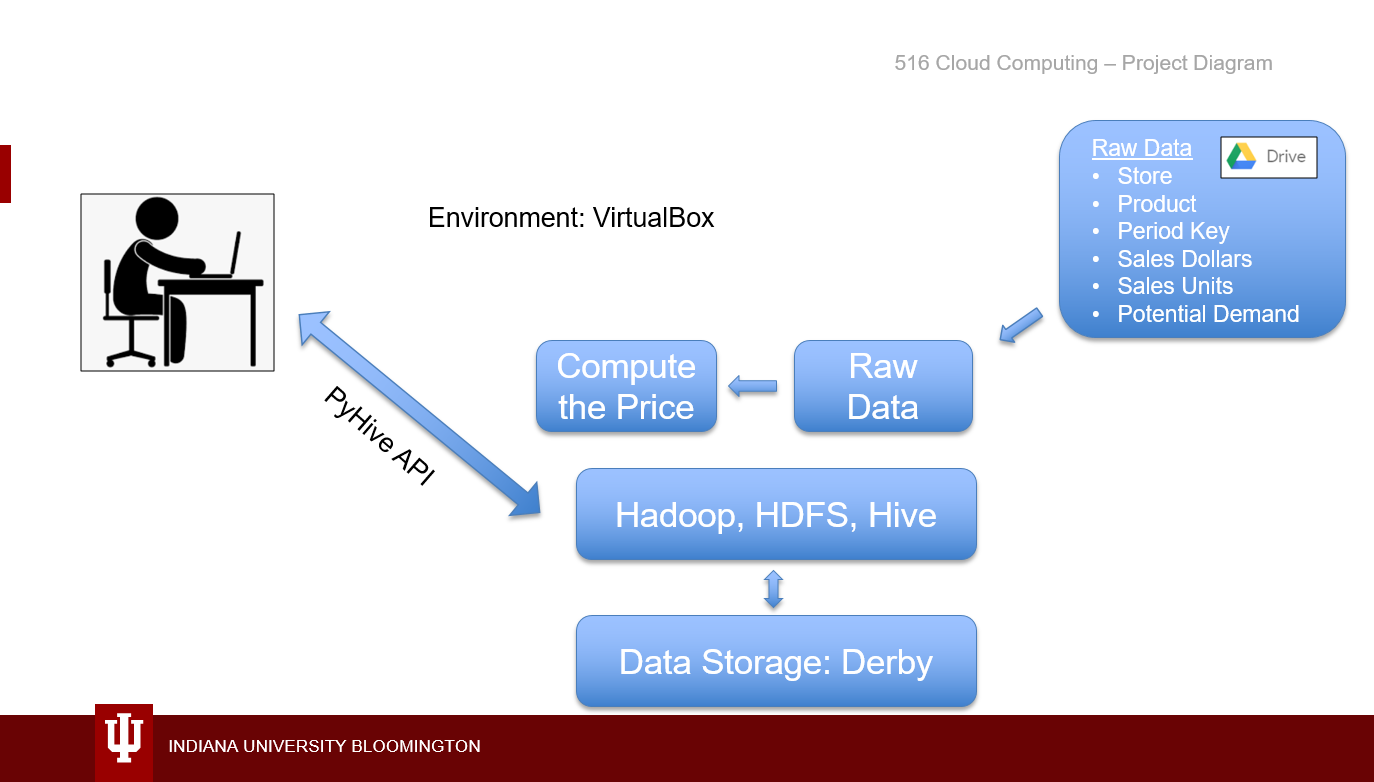 516 Cloud Computing – Project Diagram
Raw Data
Drive
• Store
• Product
• Period Key
• Sales Dollars
• Sales Units
• Potential Demand
Environment: VirtualBox
PyHive API
Compute
the Price
Raw
Data
Hadoop, HDFS, Hive
Data Storage: Derby
INDIANA UNIVERSITY BLOOMINGTON